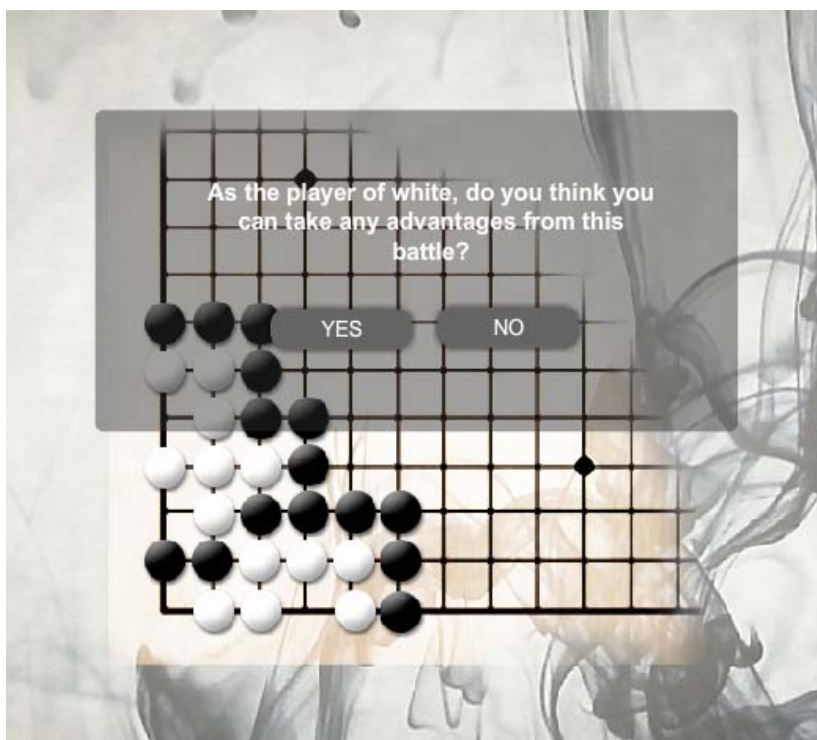 As the player of white, do you think you
can take any advantages from this
battle?
YES
NO